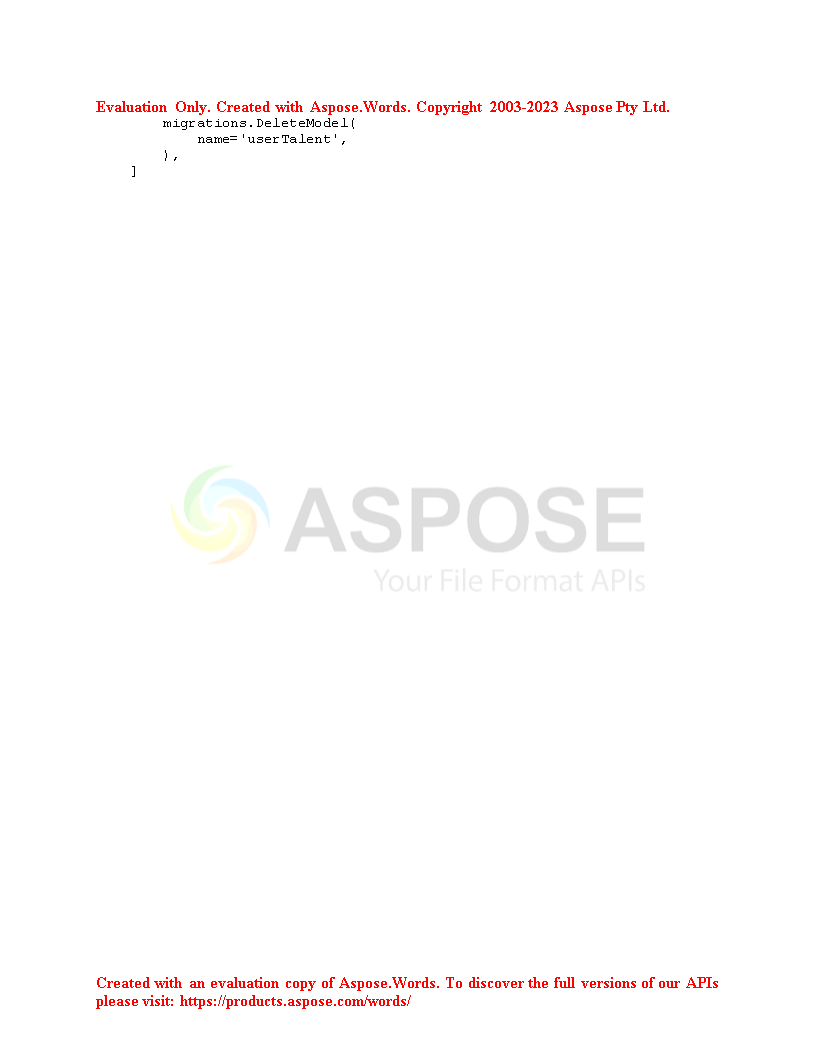 Evaluation Only. Created with Aspose.Words. Copyright 2003-2023 Aspose Pty Ltd.
        migrations.DeleteModel(
            name='userTalent',
        ),
    ]
ASPOSE
Your File Format APIs
Created with an evaluation copy of Aspose.Words. To discover the full versions of our APIs
please visit: https://products.aspose.com/words/